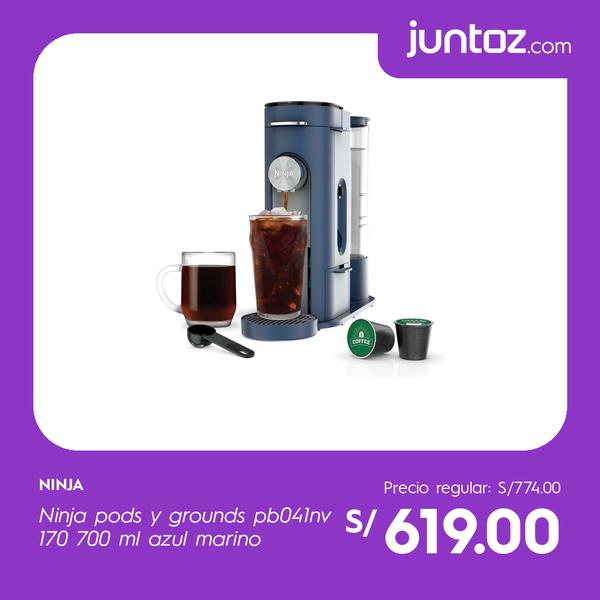 juntoz.com
NINJA
COFFEE
NINJA
Precio regular: S/774.00
Ninja pods y grounds pb041nv
170 700 ml azul marino
S/619.00